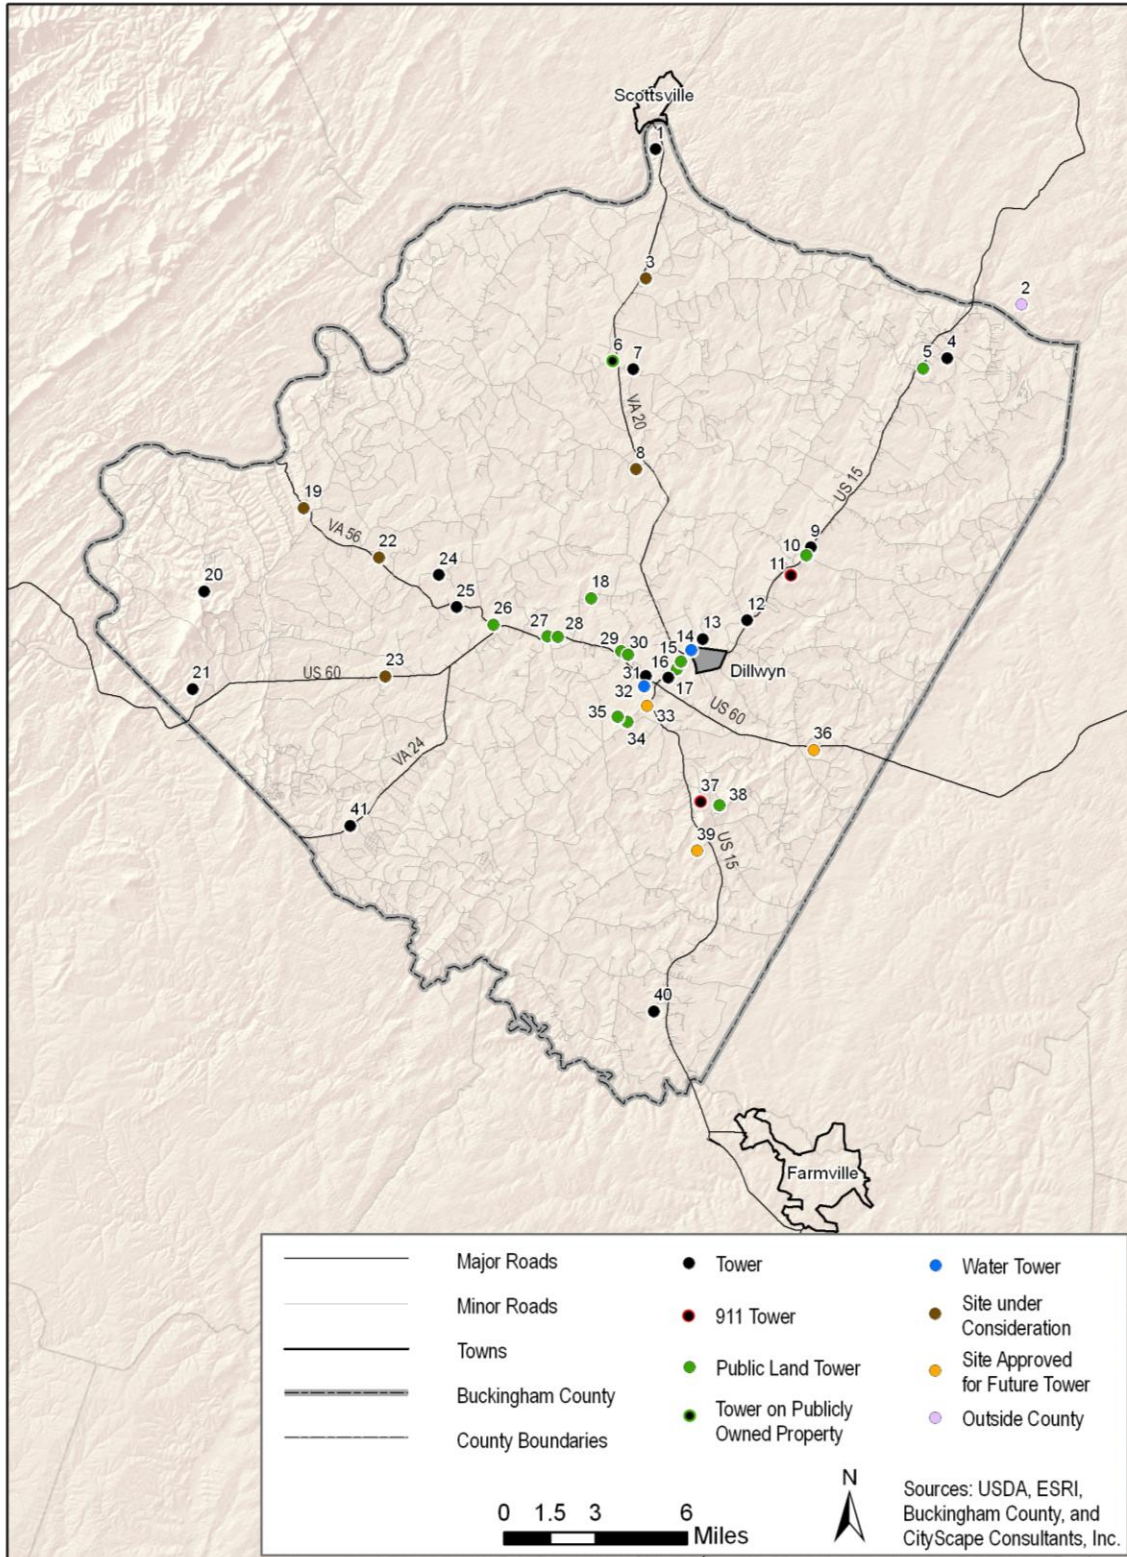 Scottsville
1
2
3
4
5
6
7
VA 20
8
US 15
9
10
11
19
VA 56
22
24
20
25
18
26
27
28
12
13
14
15
29
30
16
Dillwyn
31
17
21
US 60
23
32
33
US 60
35
34
36
VA 24
37
38
41
39
US 15
40
Farmville
Major Roads
Minor Roads
Towns
Buckingham County
County Boundaries
Tower
911 Tower
Public Land Tower
Tower on Publicly
Owned Property
Water Tower
Site under
Consideration
Site Approved
for Future Tower
Outside County
0 1.5 3 6
Miles
N
Sources: USDA, ESRI,
Buckingham County, and
CityScape Consultants, Inc.